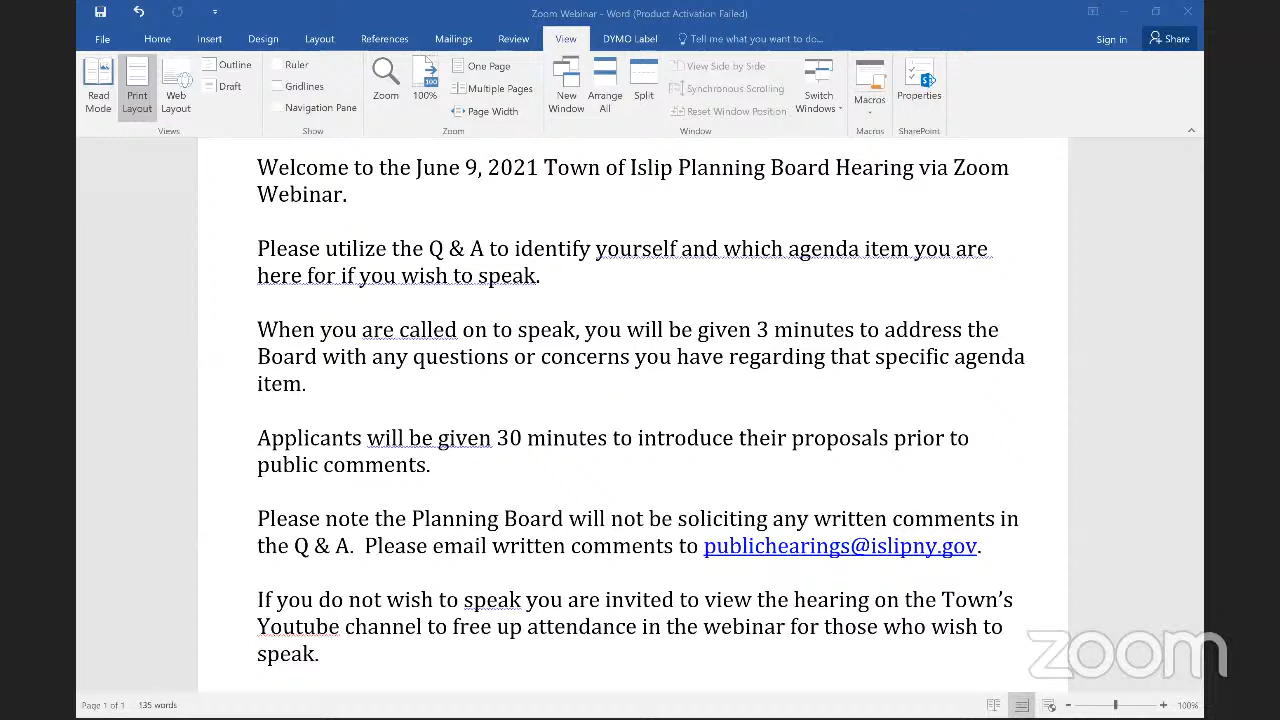 Zoom Webinar - Word (Product Activation Failed)
File Home Insert Design Layout References Mailings Review View DYMO Label Tell me what you want to do... Sign in Share
Read Mode
Print Layout
Web Layout
Outline
Draft
Views
Ruler
Gridlines
Navigation Pane
Show
Zoom
100
100%
One Page
Multiple Pages
Page Width
Zoom
New Window
Arrange All
Split
View Side by Side
Synchronous Scrolling
Reset Window Position
Switch Windows
Window
Macros
Macros
Properties
SharePoint
Welcome to the June 9, 2021 Town of Islip Planning Board Hearing via Zoom
Webinar.
Please utilize the Q & A to identify yourself and which agenda item you are
here for if you wish to speak.
When you are called on to speak, you will be given 3 minutes to address the
Board with any questions or concerns you have regarding that specific agenda
item.
Applicants will be given 30 minutes to introduce their proposals prior to
public comments.
Please note the Planning Board will not be soliciting any written comments in
the Q & A.  Please email written comments to publichearings@islipny.gov.
If you do not wish to speak you are invited to view the hearing on the Town’s
Youtube channel to free up attendance in the webinar for those who wish to
speak.
zoom
Page 1 of 1 135 words 100%